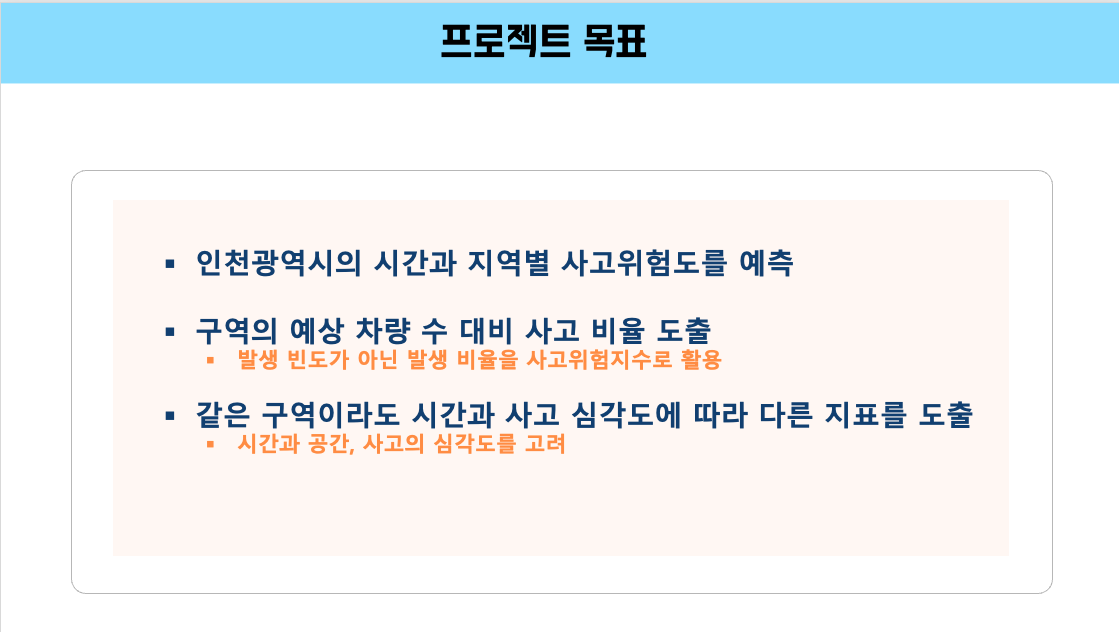 프로젝트 목표
▪ 인천광역시의 시간과 지역별 사고위험도를 예측
▪ 구역의 예상 차량 수 대비 사고 비율 도출
▪ 발생 빈도가 아닌 발생 비율을 사고위험지수로 활용
▪ 같은 구역이라도 시간과 사고 심각도에 따라 다른 지표를 도출
▪ 시간과 공간, 사고의 심각도를 고려